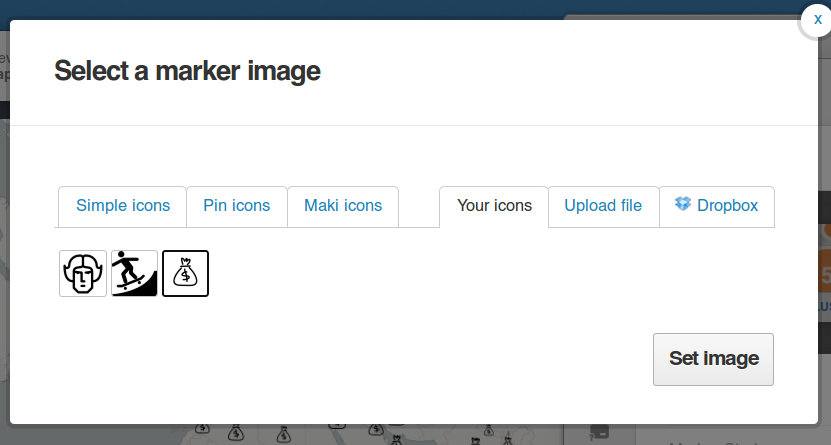 x
Select a marker image
Simple icons Pin icons Maki icons Your icons Upload file Dropbox
$
Set image